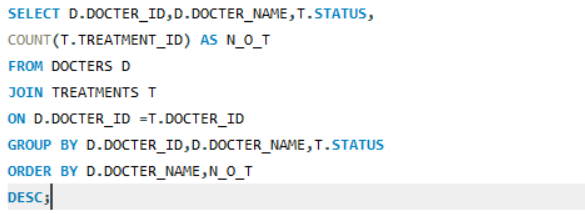 SELECT D.DOCTER_ID,D.DOCTER_NAME,T.STATUS,
COUNT(T.TREATMENT_ID) AS N_O_T
FROM DOCTERS D
JOIN TREATMENTS T
ON D.DOCTER_ID =T.DOCTER_ID
GROUP BY D.DOCTER_ID,D.DOCTER_NAME,T.STATUS
ORDER BY D.DOCTER_NAME,N_O_T
DESC;